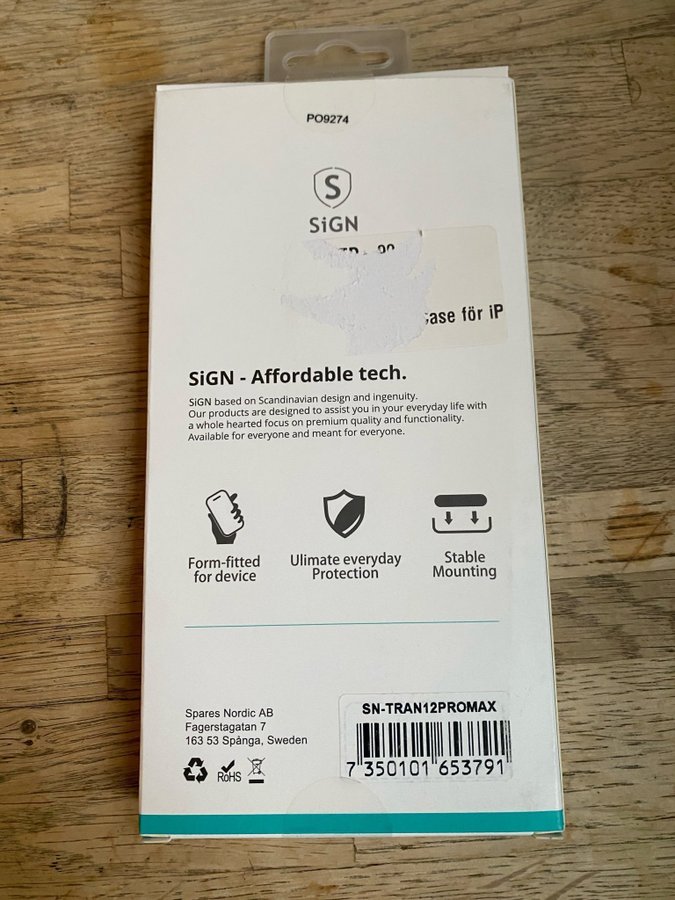 PO9274
S
SiGN
ase för iP
SiGN - Affordable tech.
SiGN based on Scandinavian design and ingenuity.
Our products are designed to assist you in your everyday life with
a whole hearted focus on premium quality and functionality.
Available for everyone and meant for everyone.
Form-fitted
for device
Ulimate everyday
Protection
Stable
Mounting
Spares Nordic AB
Fagerstagatan 7
163 53 Spånga, Sweden
RoHS
SN-TRAN12PROMAX
7 350101 653791